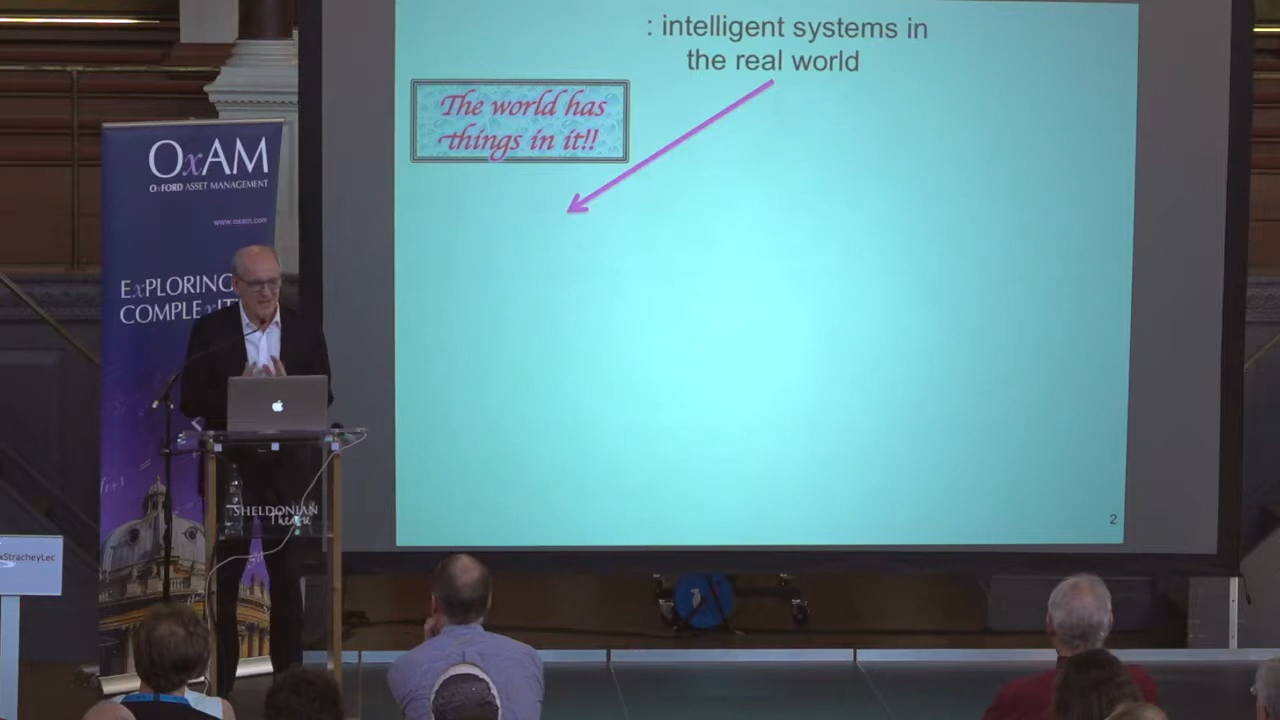 : intelligent systems in
the real world
The world has
things in it!!
OxAM
OxFORD ASSET MANAGEMENT
www.oxam.com
ExPLORING
COMPLExIT
SHELDONIAN
Theatre
xStracheyLec
2